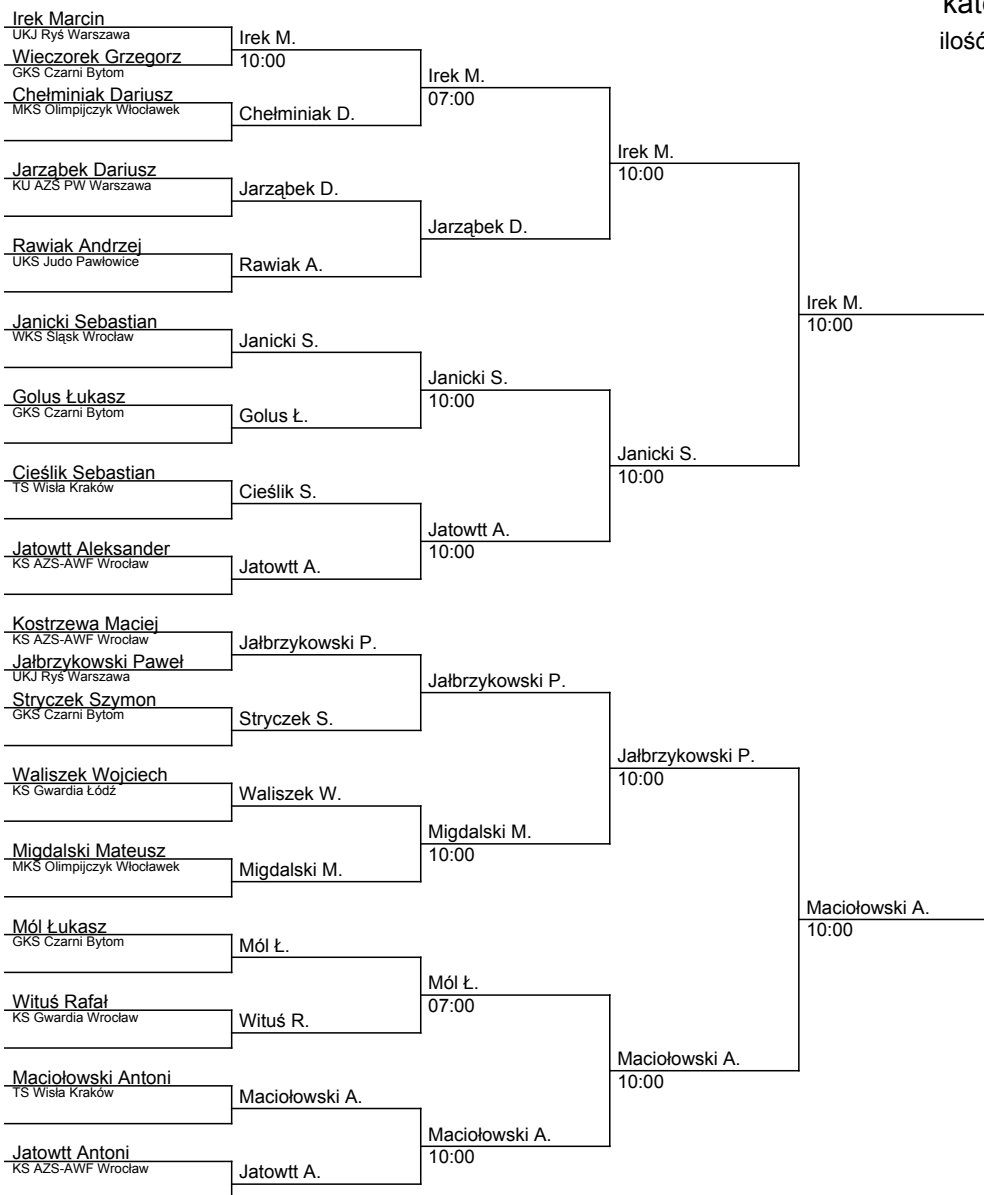 Irek Marcin
UKJ Ryś Warszawa
Wieczorek Grzegorz
GKS Czarni Bytom
Chełminiak Dariusz
MKS Olimpijczyk Włocławek
Jarząbek Dariusz
KU AZS PW Warszawa
Rawiak Andrzej
UKS Judo Pawłowice
Janicki Sebastian
WKS Śląsk Wrocław
Golus Łukasz
GKS Czarni Bytom
Cieślik Sebastian
TS Wisła Kraków
Jatowtt Aleksander
KS AZS-AWF Wrocław
Kostrzewa Maciej
KS AZS-AWF Wrocław
Jałbrzykowski Paweł
UKJ Ryś Warszawa
Stryczek Szymon
GKS Czarni Bytom
Waliszek Wojciech
KS Gwardia Łódź
Migdalski Mateusz
MKS Olimpijczyk Włocławek
Mól Łukasz
GKS Czarni Bytom
Wituś Rafał
KS Gwardia Wrocław
Maciołowski Antoni
TS Wisła Kraków
Jatowtt Antoni
KS AZS-AWF Wrocław
Irek M.
10:00
Chełminiak D.
Jarząbek D.
Rawiak A.
Janicki S.
Golus Ł.
Cieślik S.
Jatowtt A.
Jałbrzykowski P.
Stryczek S.
Waliszek W.
Migdalski M.
Mól Ł.
Wituś R.
Maciołowski A.
Jatowtt A.
Irek M.
07:00
Jarząbek D.
Janicki S.
10:00
Jatowtt A.
10:00
Jałbrzykowski P.
Migdalski M.
10:00
Mól Ł.
07:00
Maciołowski A.
10:00
Irek M.
10:00
Janicki S.
10:00
Jałbrzykowski P.
10:00
Maciołowski A.
10:00
Irek M.
10:00
Maciołowski A.
10:00